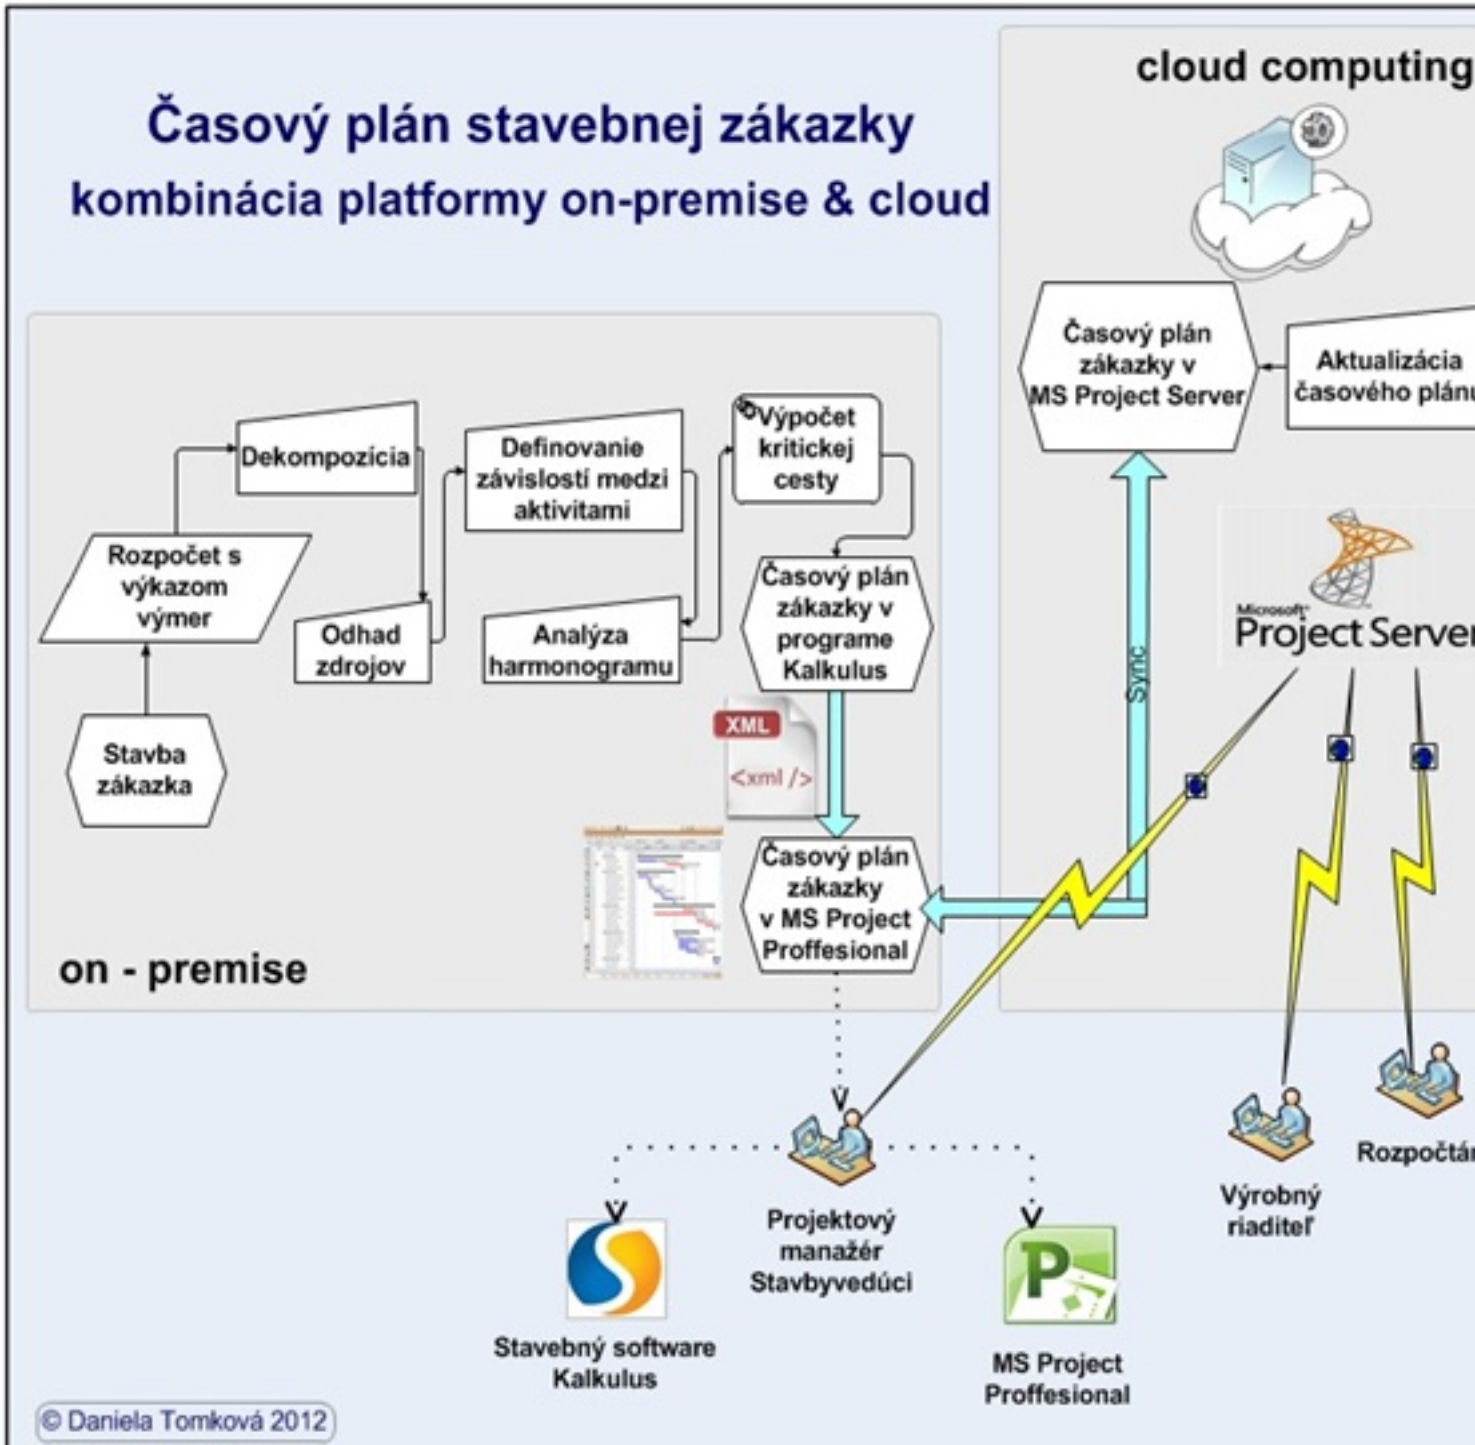 Časový plán stavebnej zákazky
kombinácia platformy on-premise & cloud
cloud computing
Časový plán
zákazky v
MS Project Server
Aktualizácia
časového plánu
Dekompozícia
Definovanie
závislostí medzi
aktivitami
Výpočet
kritickej
cesty
Rozpočet s
výkazom
výmer
Odhad
zdrojov
Analýza
harmonogramu
Časový plán
zákazky v
programe
Kalkulus
Microsoft
Project Server
Sync
Stavba
zákazka
XML
<xml />
Časový plán
zákazky
v MS Project
Proffesional
on - premise
Projektový
manažér
Stavbyvedúci
Výrobný
riaditeľ
Rozpočtár
Stavebný software
Kalkulus
P
MS Project
Proffesional
© Daniela Tomková 2012